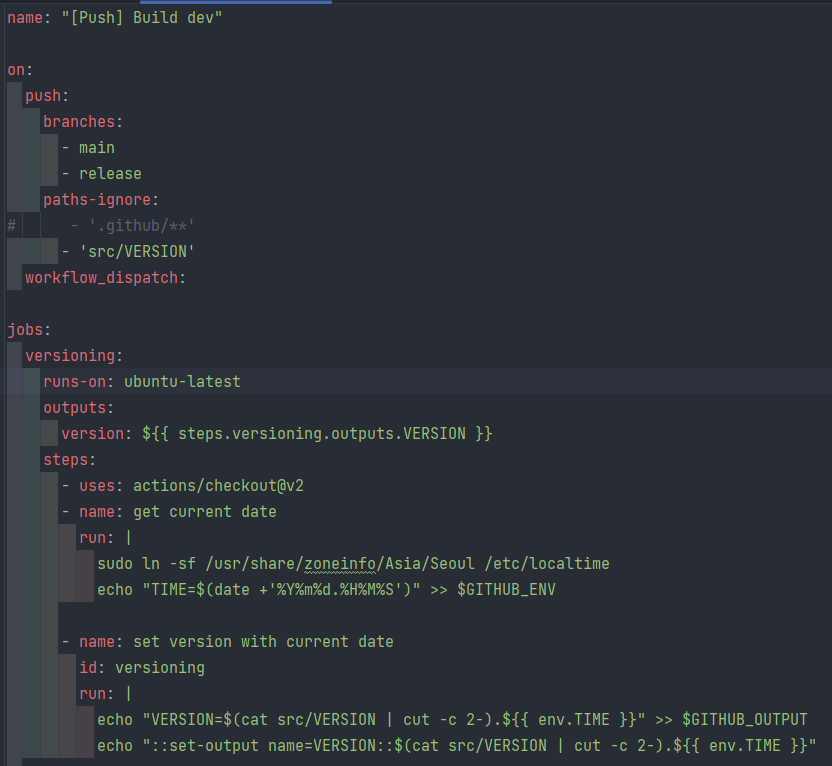 name: "[Push] Build dev"
on:
push:
branches:
- main
- release
paths-ignore:
# - '.github/**'
- 'src/VERSION'
workflow_dispatch:
jobs:
versioning:
runs-on: ubuntu-latest
outputs:
version: ${{ steps.versioning.outputs.VERSION }}
steps:
- uses: actions/checkout@v2
- name: get current date
run: |
sudo ln -sf /usr/share/zoneinfo/Asia/Seoul /etc/localtime
echo "TIME=$(date +'%Y%m%d.%H%M%S')" >> $GITHUB_ENV
- name: set version with current date
id: versioning
run: |
echo "VERSION=$(cat src/VERSION | cut -c 2-).${{ env.TIME }}" >> $GITHUB_OUTPUT
echo "::set-output name=VERSION::$(cat src/VERSION | cut -c 2-).${{ env.TIME }}"